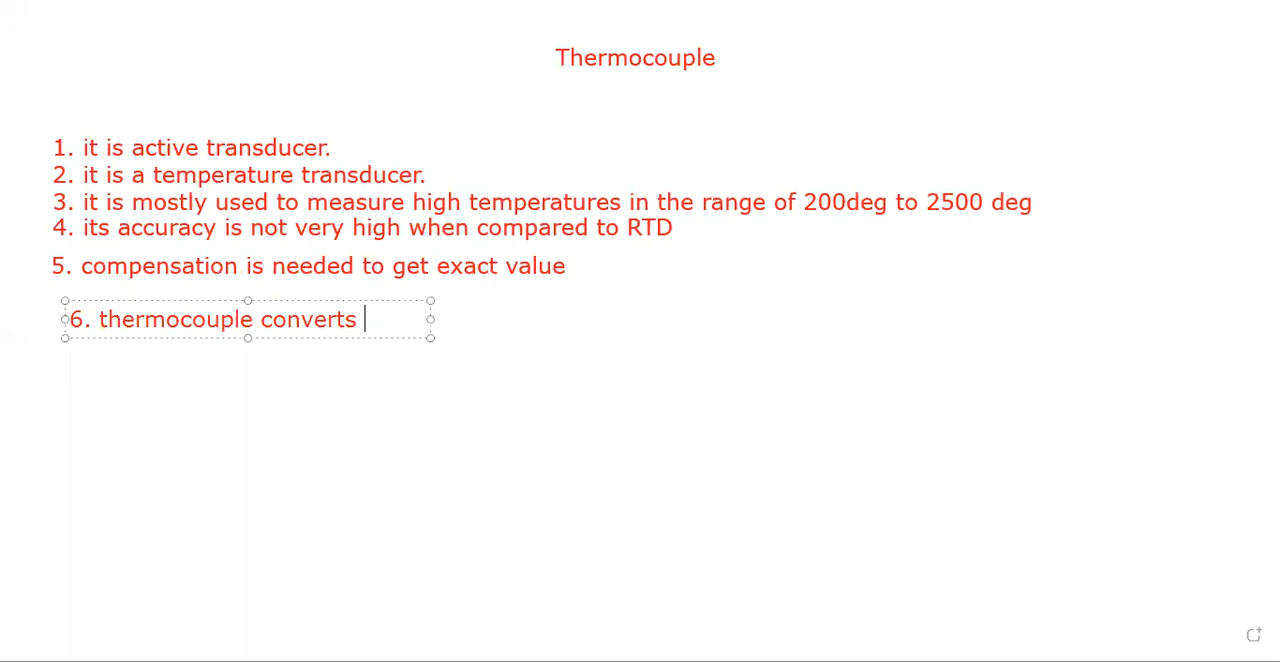 Thermocouple
1. it is active transducer.
2. it is a temperature transducer.
3. it is mostly used to measure high temperatures in the range of 200deg to 2500 deg
4. its accuracy is not very high when compared to RTD
5. compensation is needed to get exact value
6. thermocouple converts